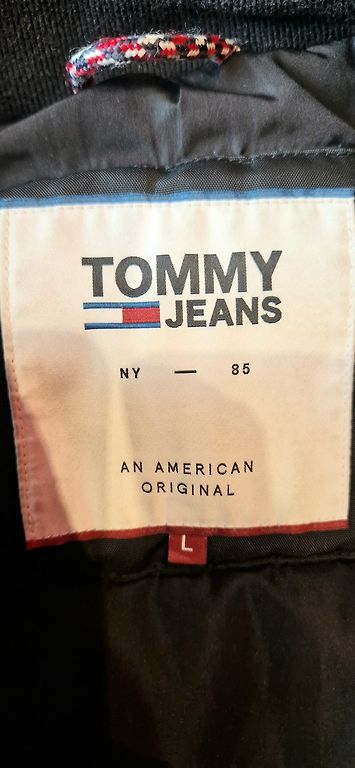 TOMMY
JEANS
NY — 85
AN AMERICAN
ORIGINAL
L